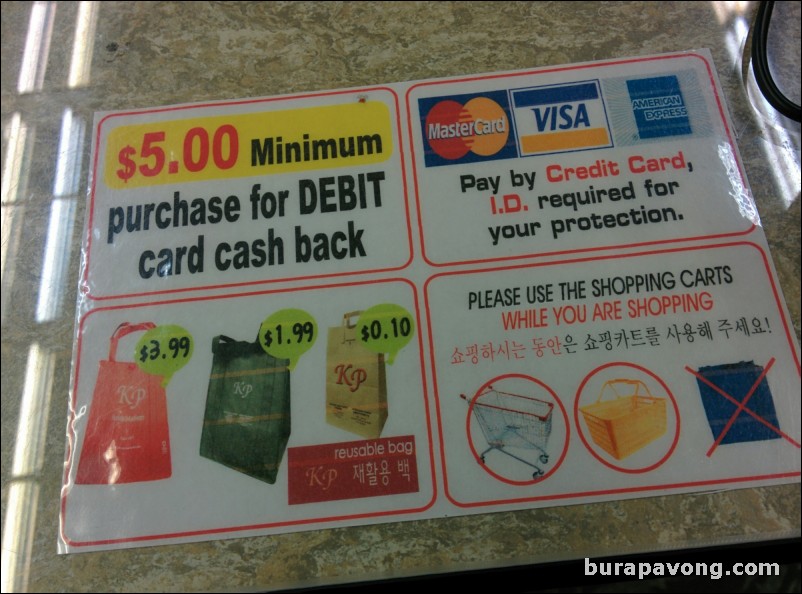 $5.00 Minimum
purchase for DEBIT
card cash back
MasterCard
VISA
AMERICAN EXPRESS
Pay by Credit Card,
I.D. required for
your protection.
$3.99
$1.99
$0.10
Kp
Kp
Kp
reusable bag
Kp 재활용 백
PLEASE USE THE SHOPPING CARTS
WHILE YOU ARE SHOPPING
쇼핑하시는 동안은 쇼핑카트를 사용해 주세요!
burapavong.com